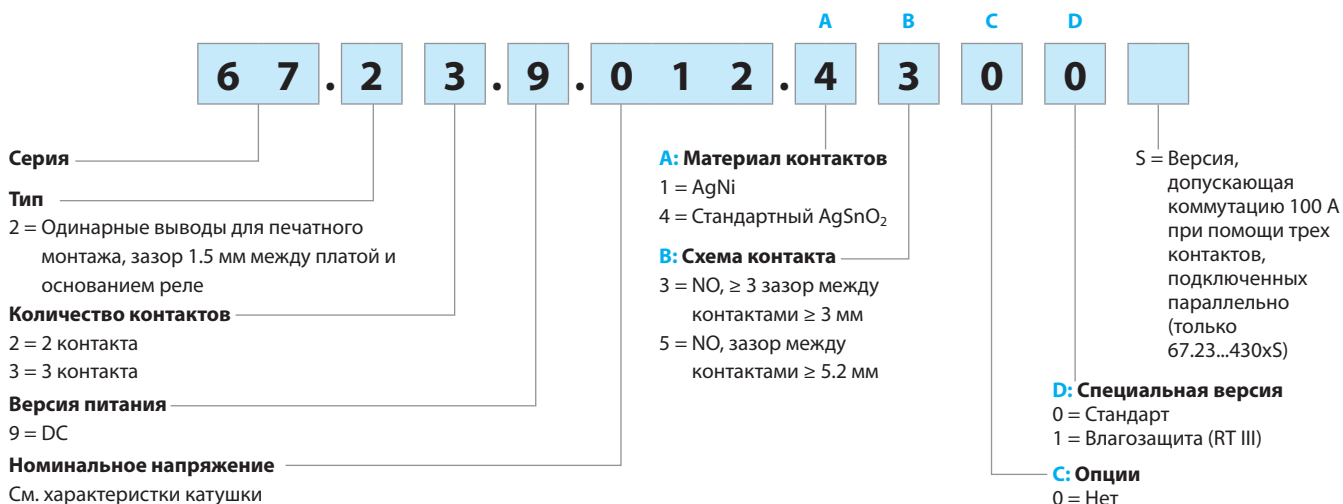 A B C D
6 7 . 2 3 . 9 . 0 1 2 . 4 3 0 0
Серия
Тип
2 = Одинарные выводы для печатного
монтажа, зазор 1.5 мм между платой и
основанием реле
Количество контактов
2 = 2 контакта
3 = 3 контакта
Версия питания
9 = DC
Номинальное напряжение
См. характеристики катушки
A: Материал контактов
1 = AgNi
4 = Стандартный AgSnO₂
B: Схема контакта
3 = NO, ≥ 3 зазор между
контактами ≥ 3 мм
5 = NO, зазор между
контактами ≥ 5.2 мм
S = Версия,
допускающая
коммутацию 100 А
при помощи трех
контактов,
подключенных
параллельно
(только
67.23...430xS)
D: Специальная версия
0 = Стандарт
1 = Влагозащита (RT III)
C: Опции
0 = Нет